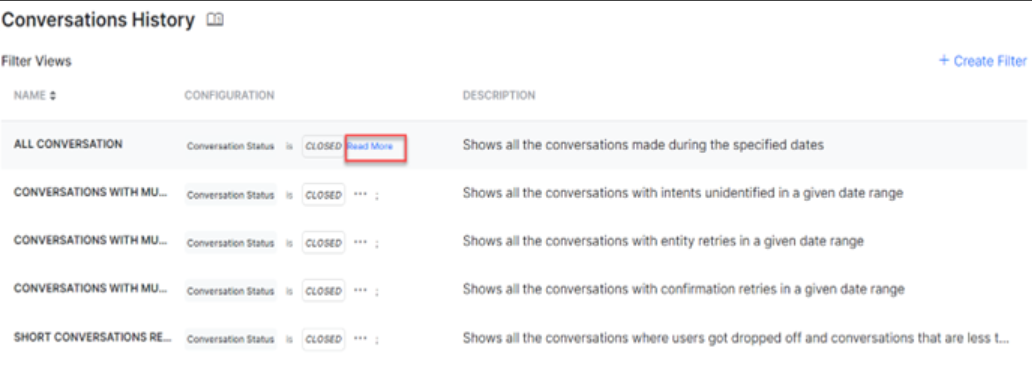 Conversations History
Filter Views
+ Create Filter
NAME CONFIGURATION DESCRIPTION
ALL CONVERSATION Conversation Status is CLOSED Read More Shows all the conversations made during the specified dates
CONVERSATIONS WITH MU... Conversation Status is CLOSED ••• ; Shows all the conversations with intents unidentified in a given date range
CONVERSATIONS WITH MU... Conversation Status is CLOSED ••• ; Shows all the conversations with entity retries in a given date range
CONVERSATIONS WITH MU... Conversation Status is CLOSED ••• ; Shows all the conversations with confirmation retries in a given date range
SHORT CONVERSATIONS RE... Conversation Status is CLOSED ••• ; Shows all the conversations where users got dropped off and conversations that are less t...